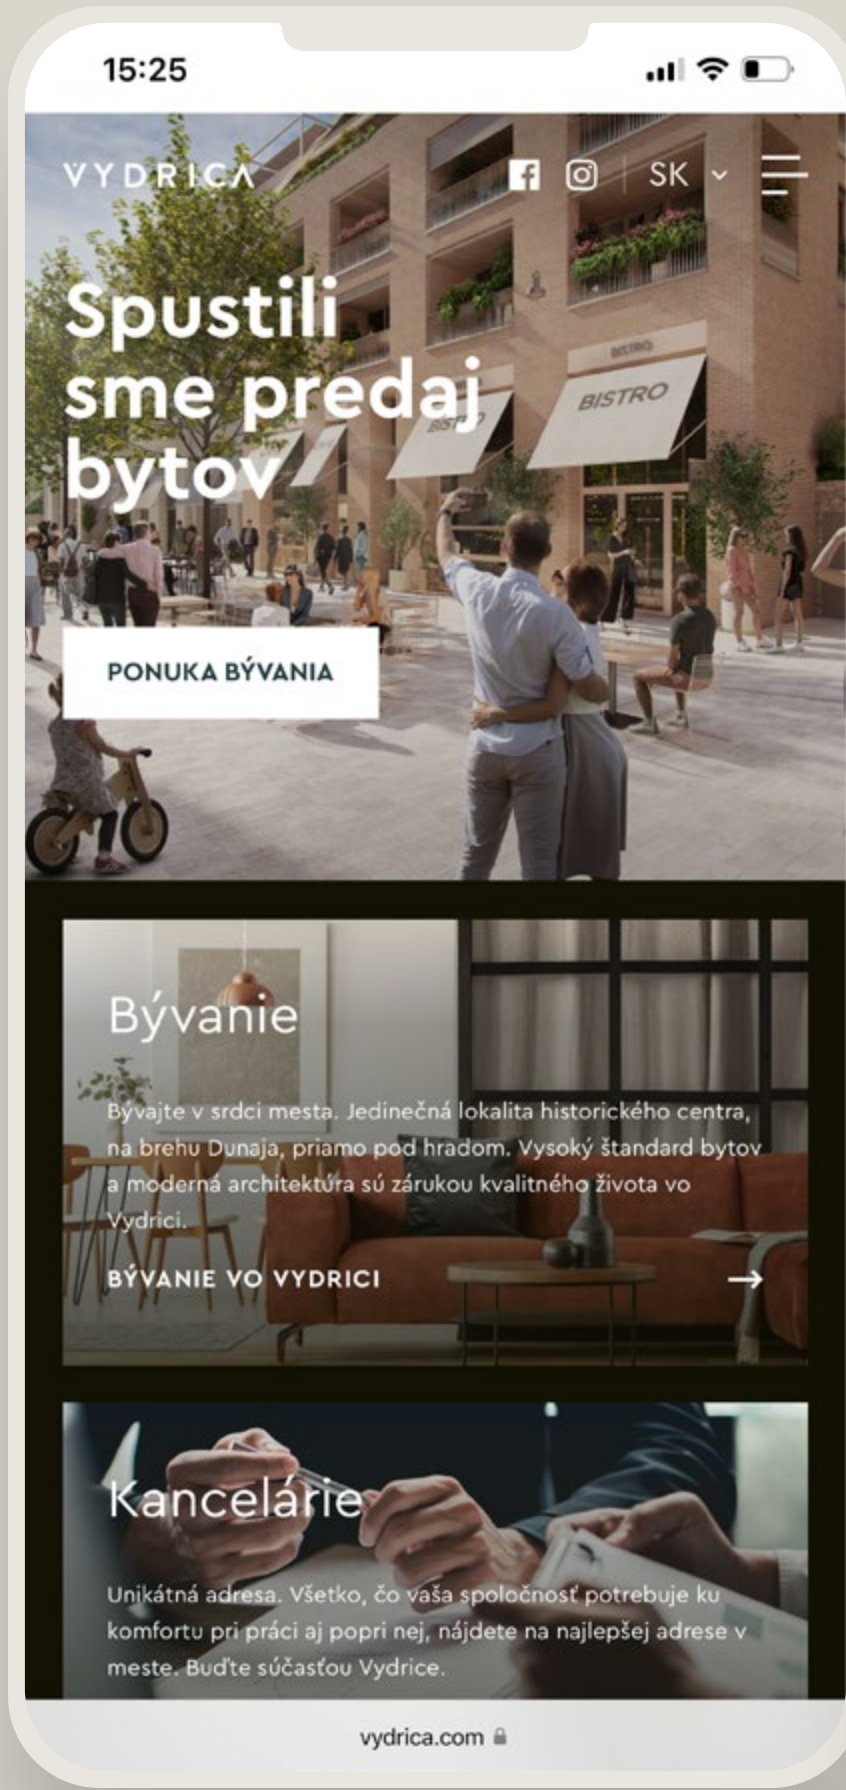 15:25
VYDRICA
SK
Spustili
sme predaj
bytov
BISTRO
BISTRO
BISTRO
PONUKA BÝVANIA
Bývanie
Bývajte v srdci mesta. Jedinečná lokalita historického centra,
na brehu Dunaja, priamo pod hradom. Vysoký štandard bytov
a moderná architektúra sú zárukou kvalitného života vo
Vydrici.
BÝVANIE VO VYDRICI
Kancelárie
Unikátná adresa. Všetko, čo vaša spoločnosť potrebuje ku
komfortu pri práci aj popri nej, nájdete na najlepšej adrese v
meste. Buďte súčasťou Vydrice.
vydrica.com